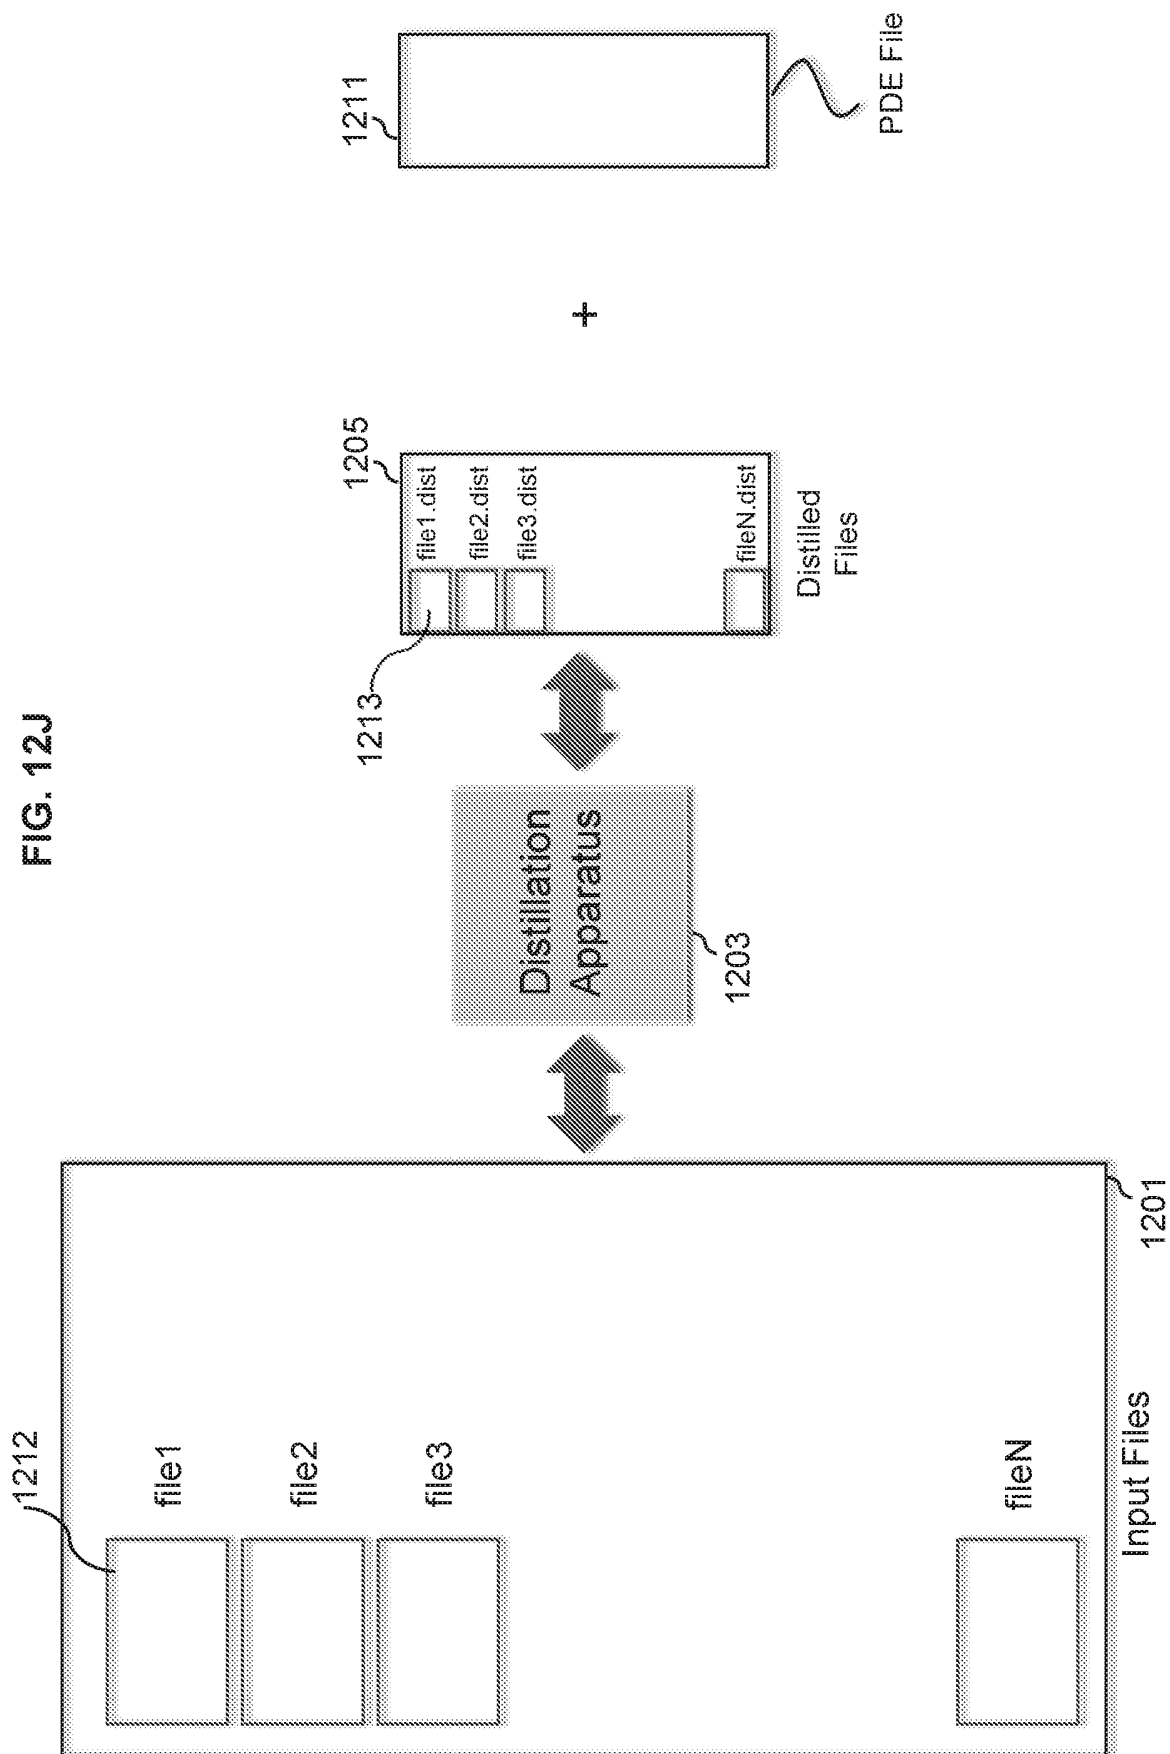 FIG. 12J
1212
file1
file2
file3
fileN
Input Files
1201
Distillation
Apparatus
1203
1213
1205
file1.dist
file2.dist
file3.dist
fileN.dist
Distilled
Files
+
1211
PDE File